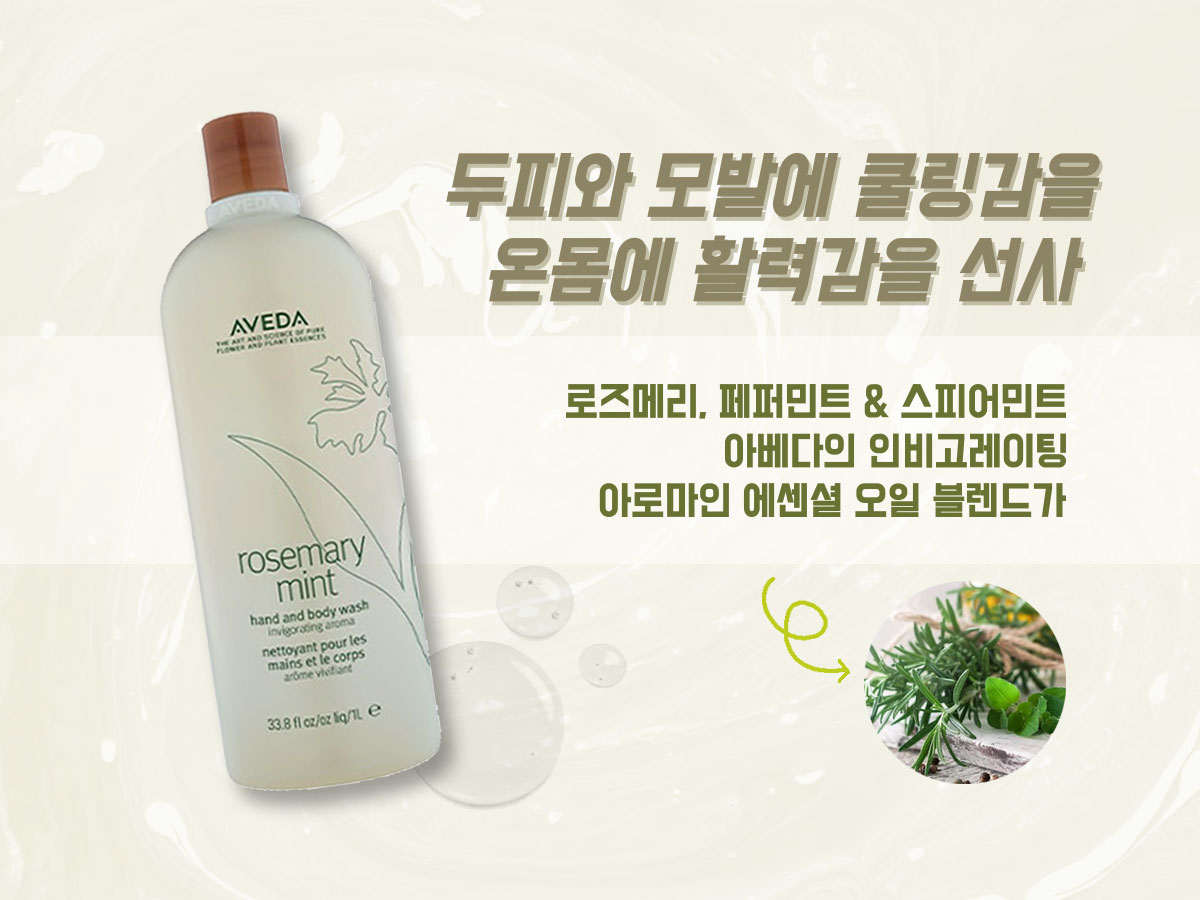 두피와 모발에 쿨링감을
온몸에 활력감을 선사
로즈메리, 페퍼민트 & 스피어민트
아베다의 인비고레이팅
아로마인 에센셜 오일 블렌드가
AVEDA
AVEDA
THE ART AND SCIENCE OF PURE
FLOWER AND PLANT ESSENCES
rosemary
mint
hand and body wash
invigorating aroma
nettoyant pour les
mains et le corps
arôme vivifiant
33.8 fl oz/oz liq/1L ℮